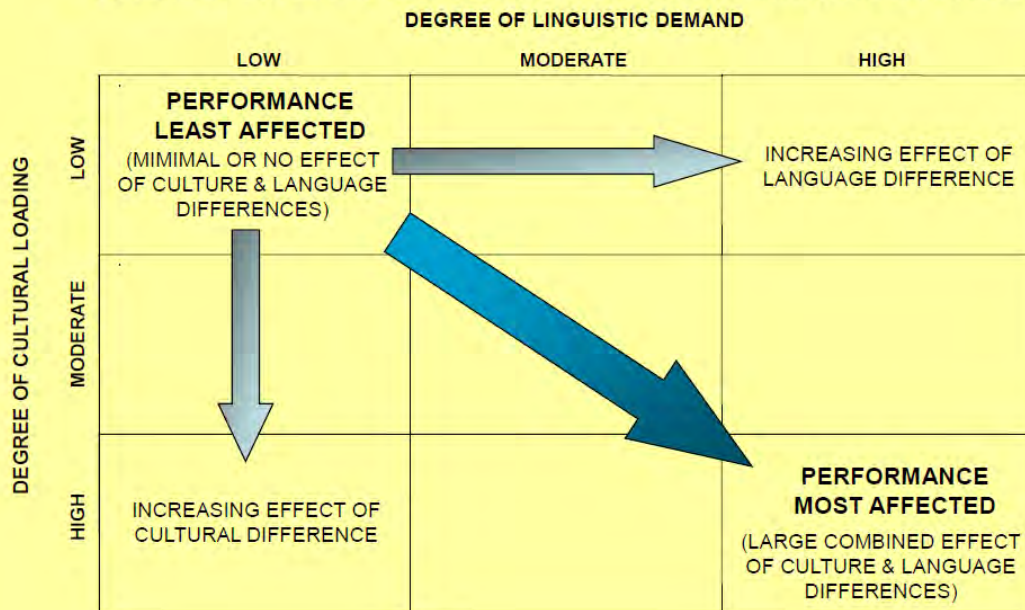 DEGREE OF LINGUISTIC DEMAND
LOW
MODERATE
HIGH
DEGREE OF CULTURAL LOADING
LOW
PERFORMANCE
LEAST AFFECTED
(MIMIMAL OR NO EFFECT
OF CULTURE & LANGUAGE
DIFFERENCES)
INCREASING EFFECT OF
LANGUAGE DIFFERENCE
MODERATE
HIGH
INCREASING EFFECT OF
CULTURAL DIFFERENCE
PERFORMANCE
MOST AFFECTED
(LARGE COMBINED EFFECT
OF CULTURE & LANGUAGE
DIFFERENCES)